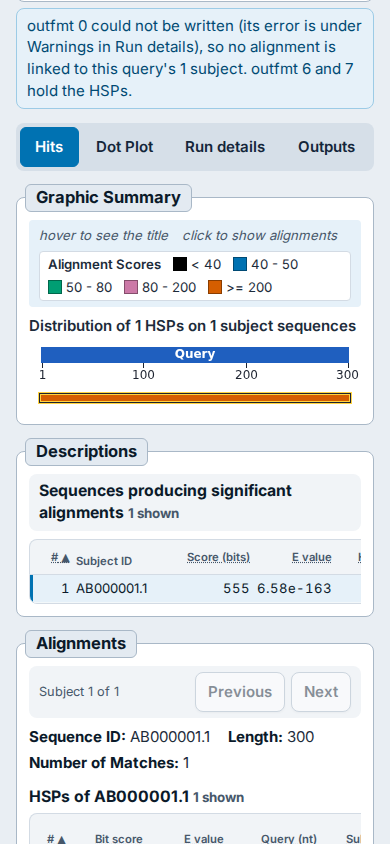 outfmt 0 could not be written (its error is under
Warnings in Run details), so no alignment is
linked to this query's 1 subject. outfmt 6 and 7
hold the HSPs.
Hits Dot Plot Run details Outputs
Graphic Summary
hover to see the title click to show alignments
Alignment Scores < 40 40 - 50
50 - 80 80 - 200 >= 200
Distribution of 1 HSPs on 1 subject sequences
Query
1 100 200 300
Descriptions
Sequences producing significant
alignments 1 shown
# ▲ Subject ID Score (bits) E value
1 AB000001.1 555 6.58e-163
Alignments
Subject 1 of 1 Previous Next
Sequence ID: AB000001.1 Length: 300
Number of Matches: 1
HSPs of AB000001.1 1 shown
# ▲ Bit score E value Query (nt)